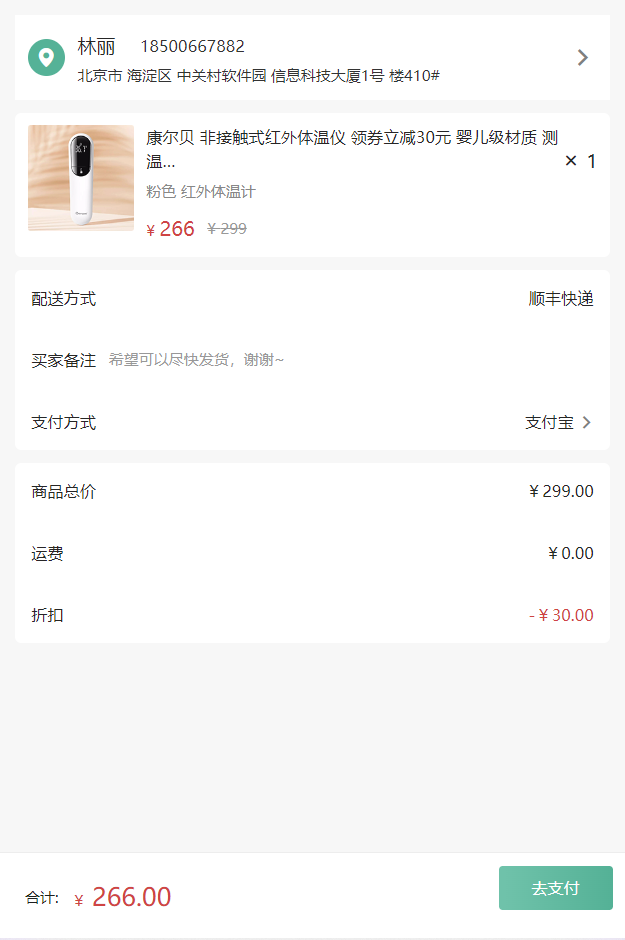 林丽 18500667882
北京市 海淀区 中关村软件园 信息科技大厦1号 楼410#
康尔贝 非接触式红外体温仪 领券立减30元 婴儿级材质 测
温...
× 1
粉色 红外体温计
¥ 266 ¥ 299
配送方式 顺丰快递
买家备注 希望可以尽快发货，谢谢~
支付方式 支付宝
商品总价 ¥ 299.00
运费 ¥ 0.00
折扣 - ¥ 30.00
合计: ¥ 266.00
去支付